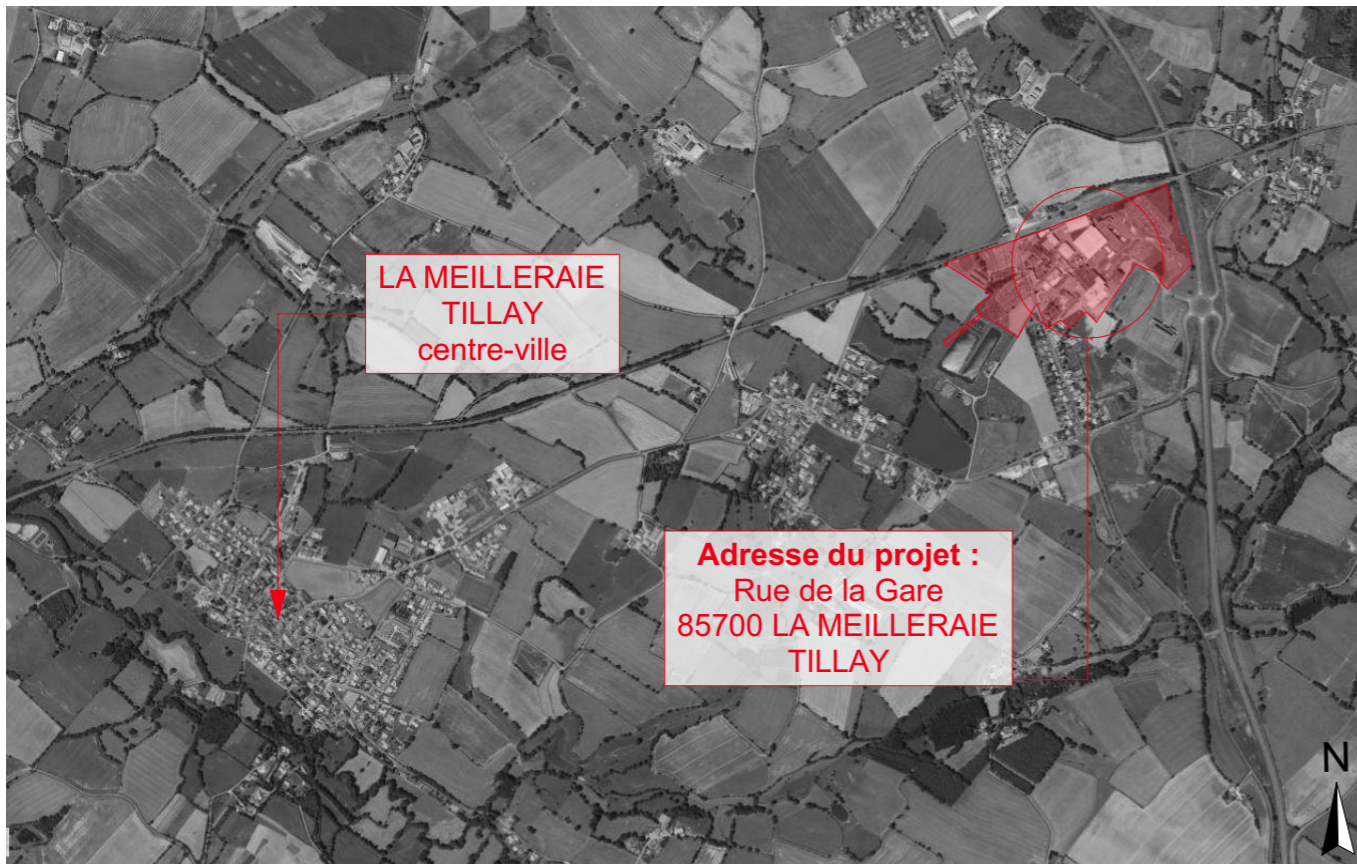 LA MEILLERAIE
TILLAY
centre-ville
Adresse du projet :
Rue de la Gare
85700 LA MEILLERAIE
TILLAY
N